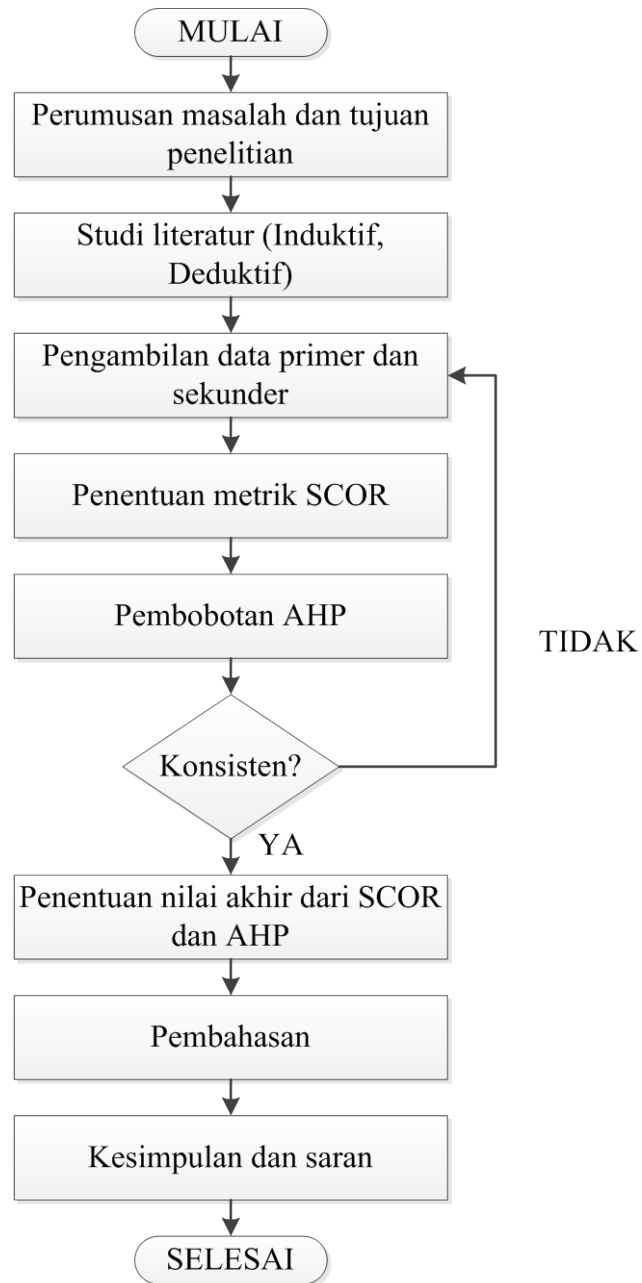 MULAI
Perumusan masalah dan tujuan
penelitian
Studi literatur (Induktif,
Deduktif)
Pengambilan data primer dan
sekunder
Penentuan metrik SCOR
Pembobotan AHP
TIDAK
Konsisten?
YA
Penentuan nilai akhir dari SCOR
dan AHP
Pembahasan
Kesimpulan dan saran
SELESAI